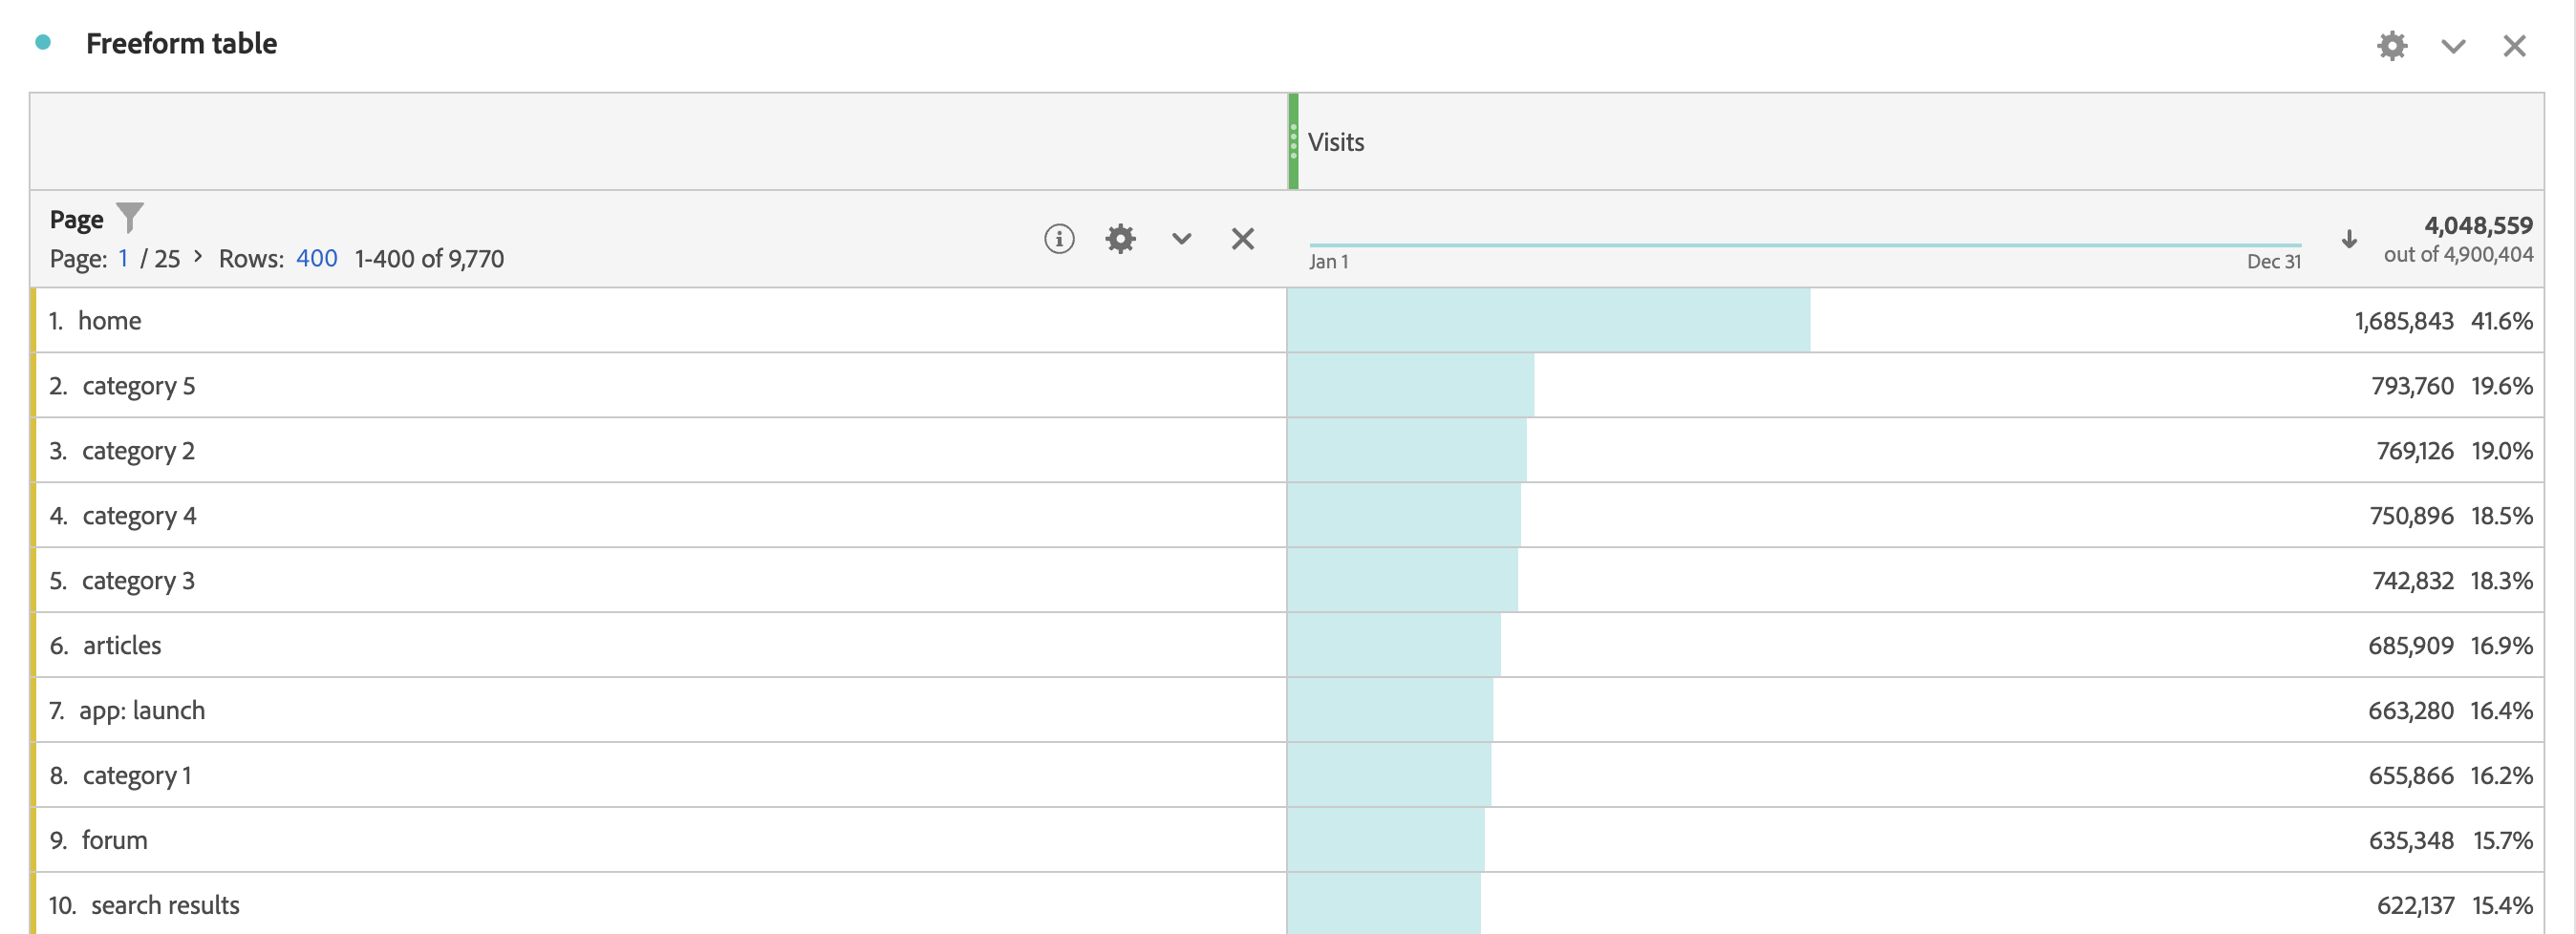 Freeform table
Visits
Page
Page: 1 / 25 > Rows: 400 1-400 of 9,770
Jan 1
Dec 31
4,048,559
out of 4,900,404
1. home 1,685,843 41.6%
2. category 5 793,760 19.6%
3. category 2 769,126 19.0%
4. category 4 750,896 18.5%
5. category 3 742,832 18.3%
6. articles 685,909 16.9%
7. app: launch 663,280 16.4%
8. category 1 655,866 16.2%
9. forum 635,348 15.7%
10. search results 622,137 15.4%